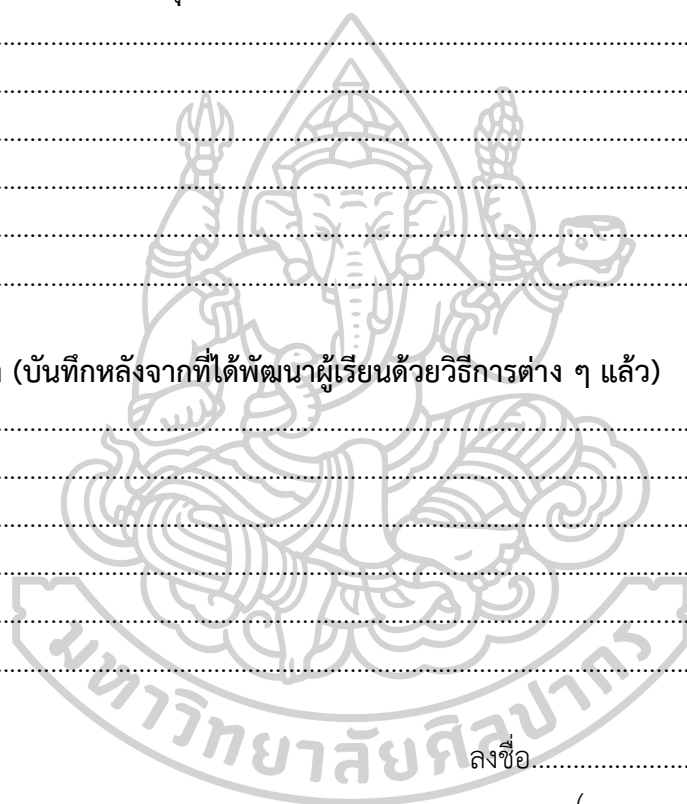 (บันทึกหลังจากที่ได้พัฒนาผู้เรียนด้วยวิธีการต่าง ๆ แล้ว)
มหาวิทยาลัยศิลปากร
ลงชื่อ........................
(